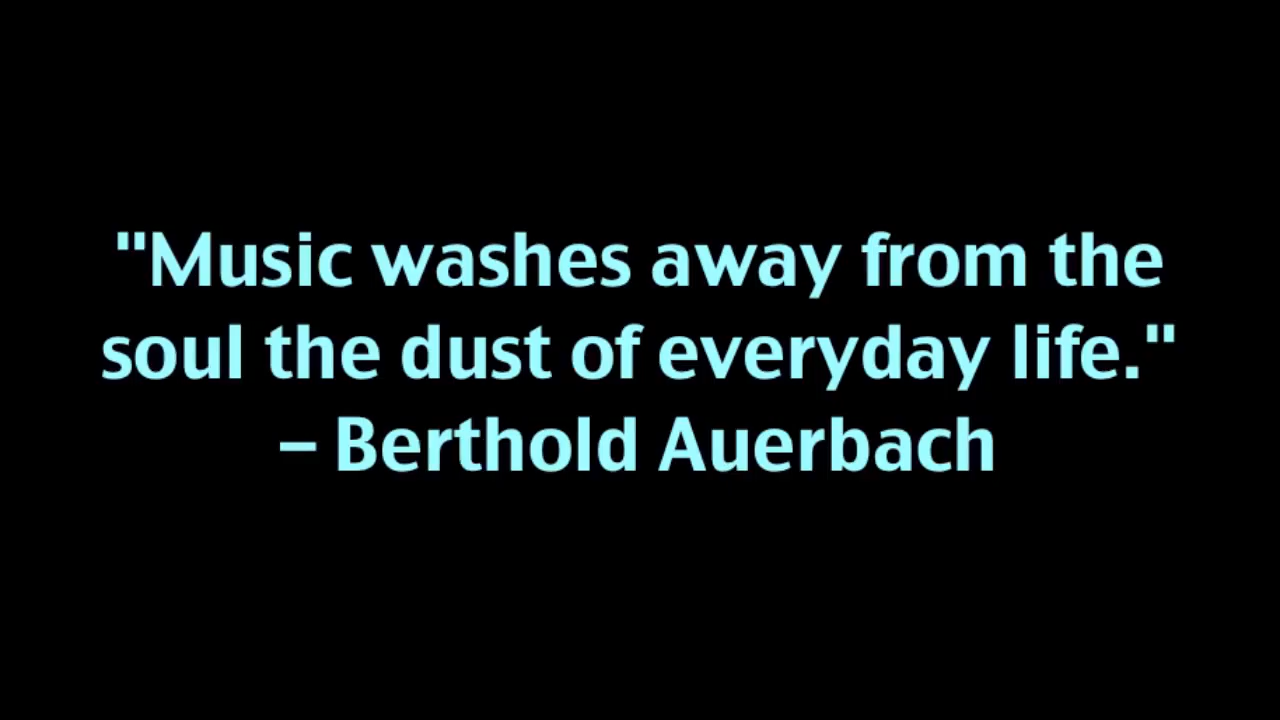 "Music washes away from the
soul the dust of everyday life."
– Berthold Auerbach